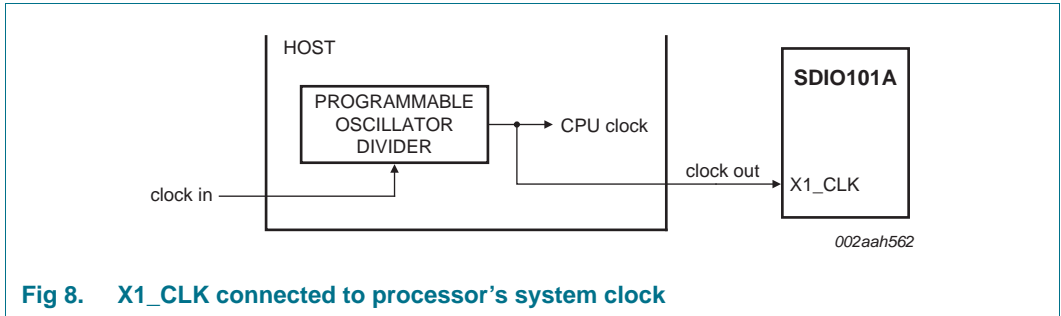 HOST
PROGRAMMABLE
OSCILLATOR
DIVIDER
CPU clock
clock in
clock out
SDIO101A
X1_CLK
002aah562
Fig 8. X1_CLK connected to processor's system clock